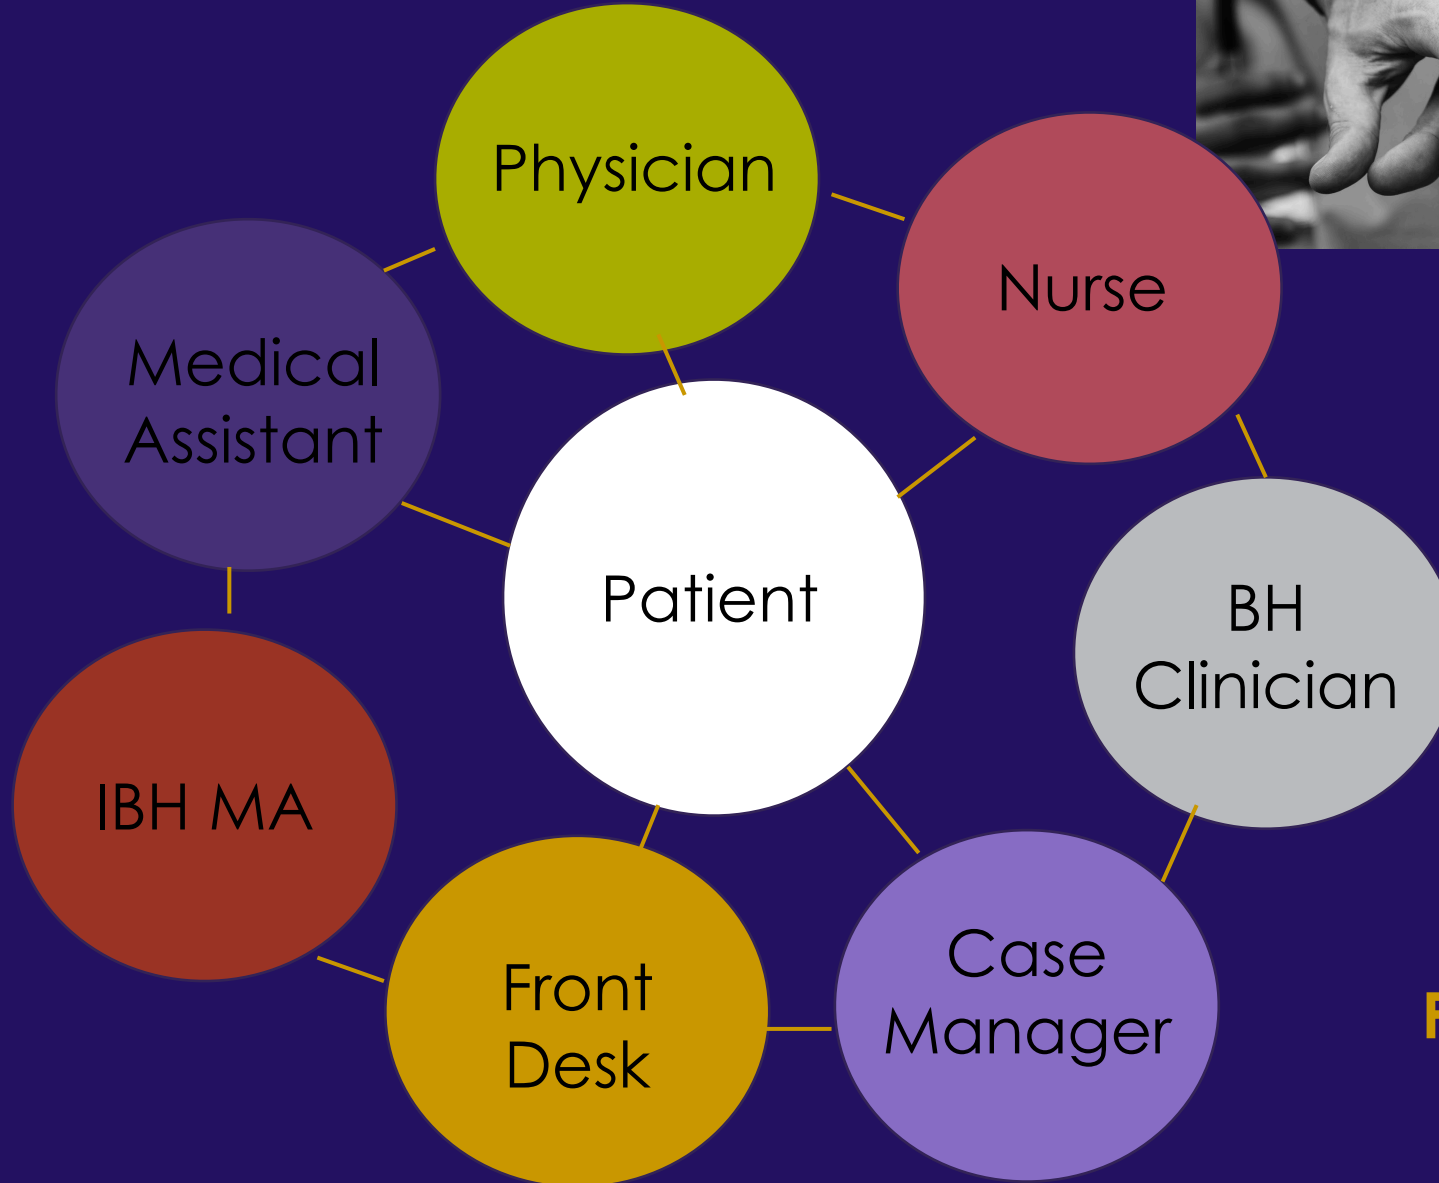 Physician
Nurse
Medical
Assistant
Patient
BH
Clinician
IBH MA
Case
Manager
Front
Desk